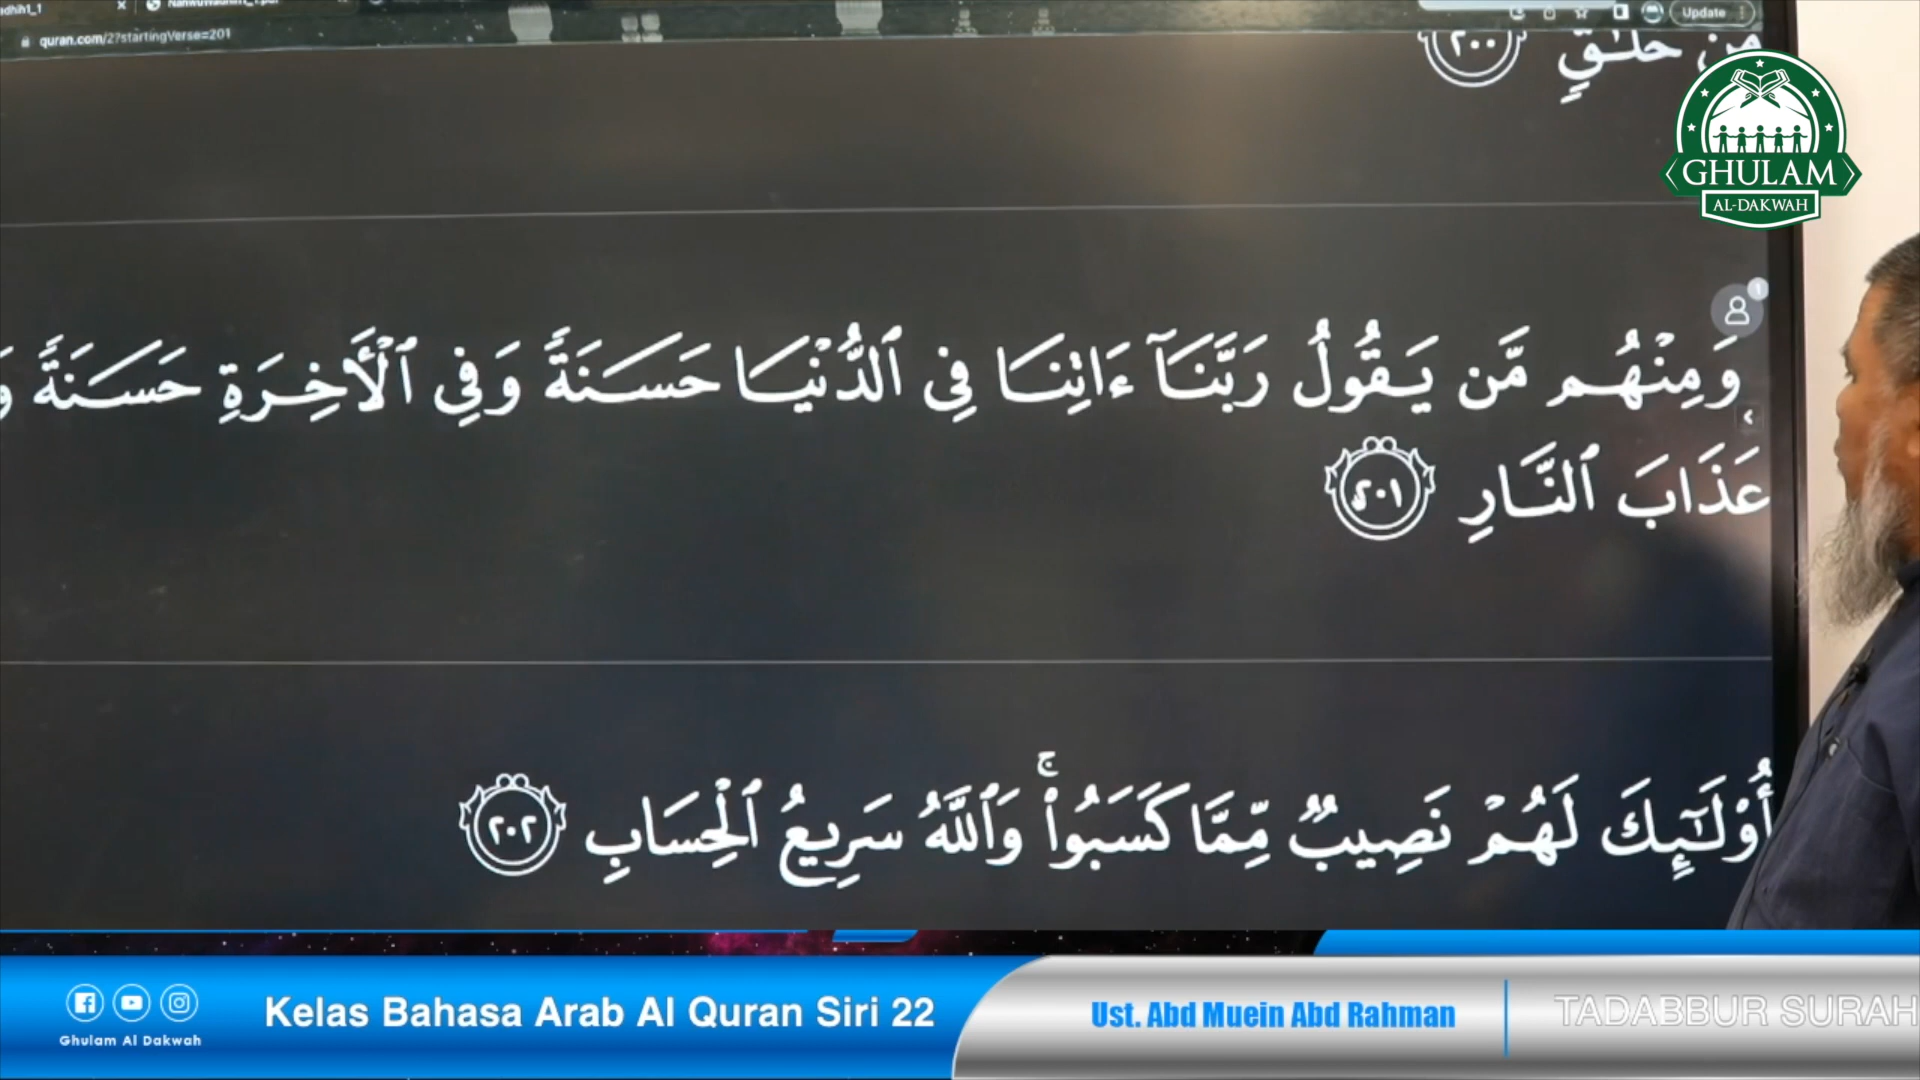 quran.com/2?startingVerse=201
Update
مِنْ خَلَٰقٍ ٢٠٠
GHULAM
AL-DAKWAH
1
وَمِنْهُم مَّن يَقُولُ رَبَّنَآ ءَاتِنَا فِى ٱلدُّنْيَا حَسَنَةً وَفِى ٱلْـَٔاخِرَةِ حَسَنَةً
عَذَابَ ٱلنَّارِ ٢٠١
أُو۟لَـٰٓئِكَ لَهُمْ نَصِيبٌ مِّمَّا كَسَبُوا۟ ۚ وَٱللَّهُ سَرِيعُ ٱلْحِسَابِ ٢٠٢
Kelas Bahasa Arab Al Quran Siri 22
Ust. Abd Muein Abd Rahman
TADABBUR SURAH
Ghulam Al Dakwah